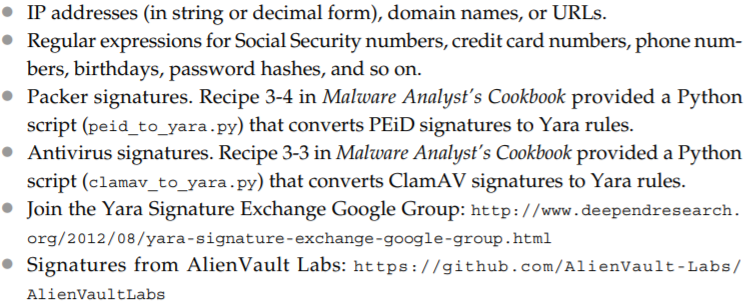 • IP addresses (in string or decimal form), domain names, or URLs.
• Regular expressions for Social Security numbers, credit card numbers, phone num-
bers, birthdays, password hashes, and so on.
• Packer signatures. Recipe 3-4 in Malware Analyst's Cookbook provided a Python
script (peid_to_yara.py) that converts PEiD signatures to Yara rules.
• Antivirus signatures. Recipe 3-3 in Malware Analyst's Cookbook provided a Python
script (clamav_to_yara.py) that converts ClamAV signatures to Yara rules.
• Join the Yara Signature Exchange Google Group: http://www.deependresearch.
org/2012/08/yara-signature-exchange-google-group.html
• Signatures from AlienVault Labs: https://github.com/AlienVault-Labs/
AlienVaultLabs